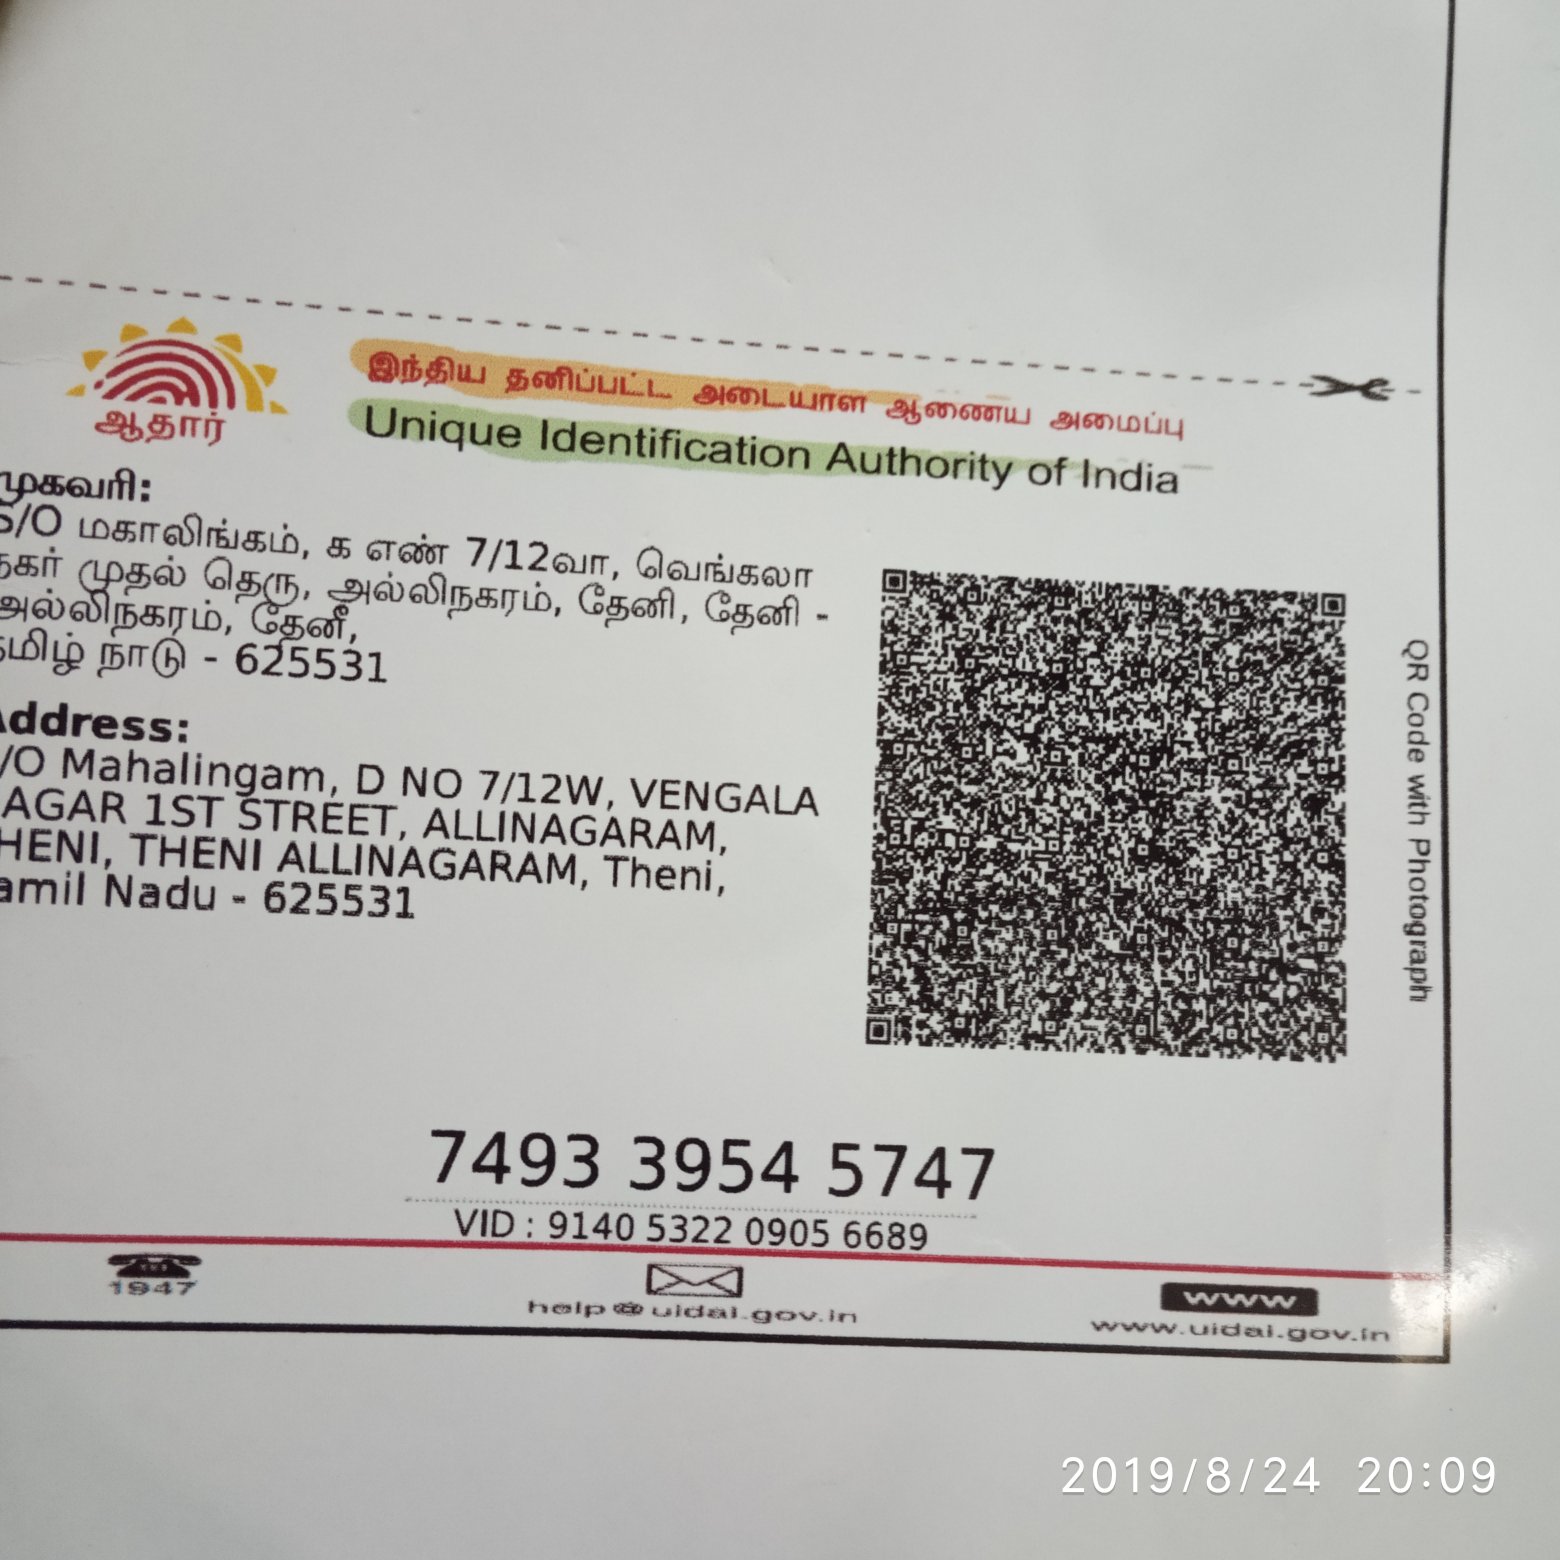 ஆதார்
இந்திய தனிப்பட்ட அடையாள ஆணைய அமைப்பு
Unique Identification Authority of India
முகவரி:
S/O மகாலிங்கம், க எண் 7/12வா, வெங்கலா
நகர் முதல் தெரு, அல்லிநகரம், தேனி, தேனி -
அல்லிநகரம், தேனீ,
தமிழ் நாடு - 625531
Address:
/O Mahalingam, D NO 7/12W, VENGALA
AGAR 1ST STREET, ALLINAGARAM,
HENI, THENI ALLINAGARAM, Theni,
amil Nadu - 625531
QR Code with Photograph
7493 3954 5747
VID : 9140 5322 0905 6689
1947
help@uidai.gov.in
WWW
www.uidai.gov.in
2019/8/24 20:09